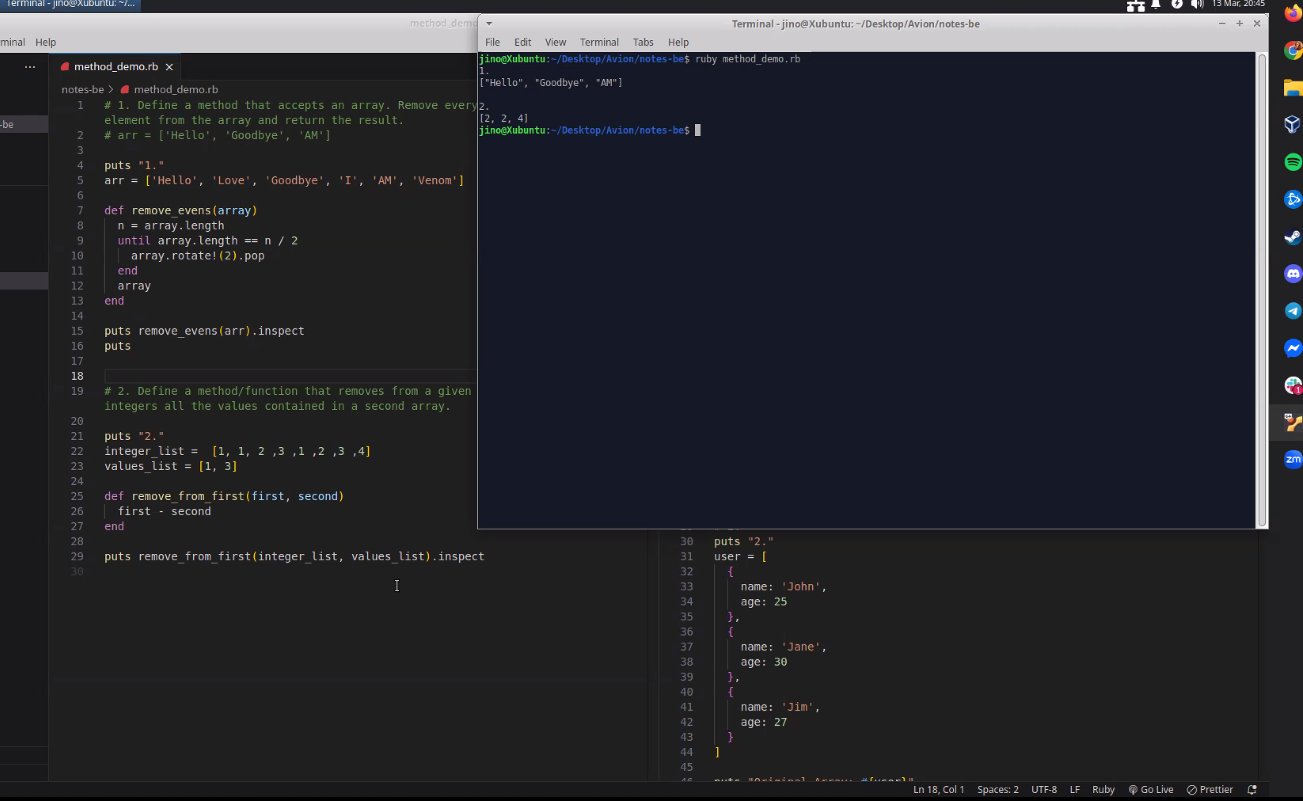 Terminal - jino@Xubuntu: ~/...
13 Mar, 20:45
method_demo
minal Help
method_demo.rb
notes-be > method_demo.rb
-be
1 # 1. Define a method that accepts an array. Remove every
element from the array and return the result.
2 # arr = ['Hello', 'Goodbye', 'AM']
3
4 puts "1."
5 arr = ['Hello', 'Love', 'Goodbye', 'I', 'AM', 'Venom']
6
7 def remove_evens(array)
8 n = array.length
9 until array.length == n / 2
10 array.rotate!(2).pop
11 end
12 array
13 end
14
15 puts remove_evens(arr).inspect
16 puts
17
18
19 # 2. Define a method/function that removes from a given
integers all the values contained in a second array.
20
21 puts "2."
22 integer_list =  [1, 1, 2 ,3 ,1 ,2 ,3 ,4]
23 values_list = [1, 3]
24
25 def remove_from_first(first, second)
26 first - second
27 end
28
29 puts remove_from_first(integer_list, values_list).inspect
30
Terminal - jino@Xubuntu: ~/Desktop/Avion/notes-be
File Edit View Terminal Tabs Help
jino@Xubuntu:~/Desktop/Avion/notes-be$ ruby method_demo.rb
1.
["Hello", "Goodbye", "AM"]
2.
[2, 2, 4]
jino@Xubuntu:~/Desktop/Avion/notes-be$
30 puts "2."
31 user = [
32 {
33 name: 'John',
34 age: 25
35 },
36 {
37 name: 'Jane',
38 age: 30
39 },
40 {
41 name: 'Jim',
42 age: 27
43 }
44 ]
45
zm
1
Ln 18, Col 1 Spaces: 2 UTF-8 LF Ruby Go Live Prettier